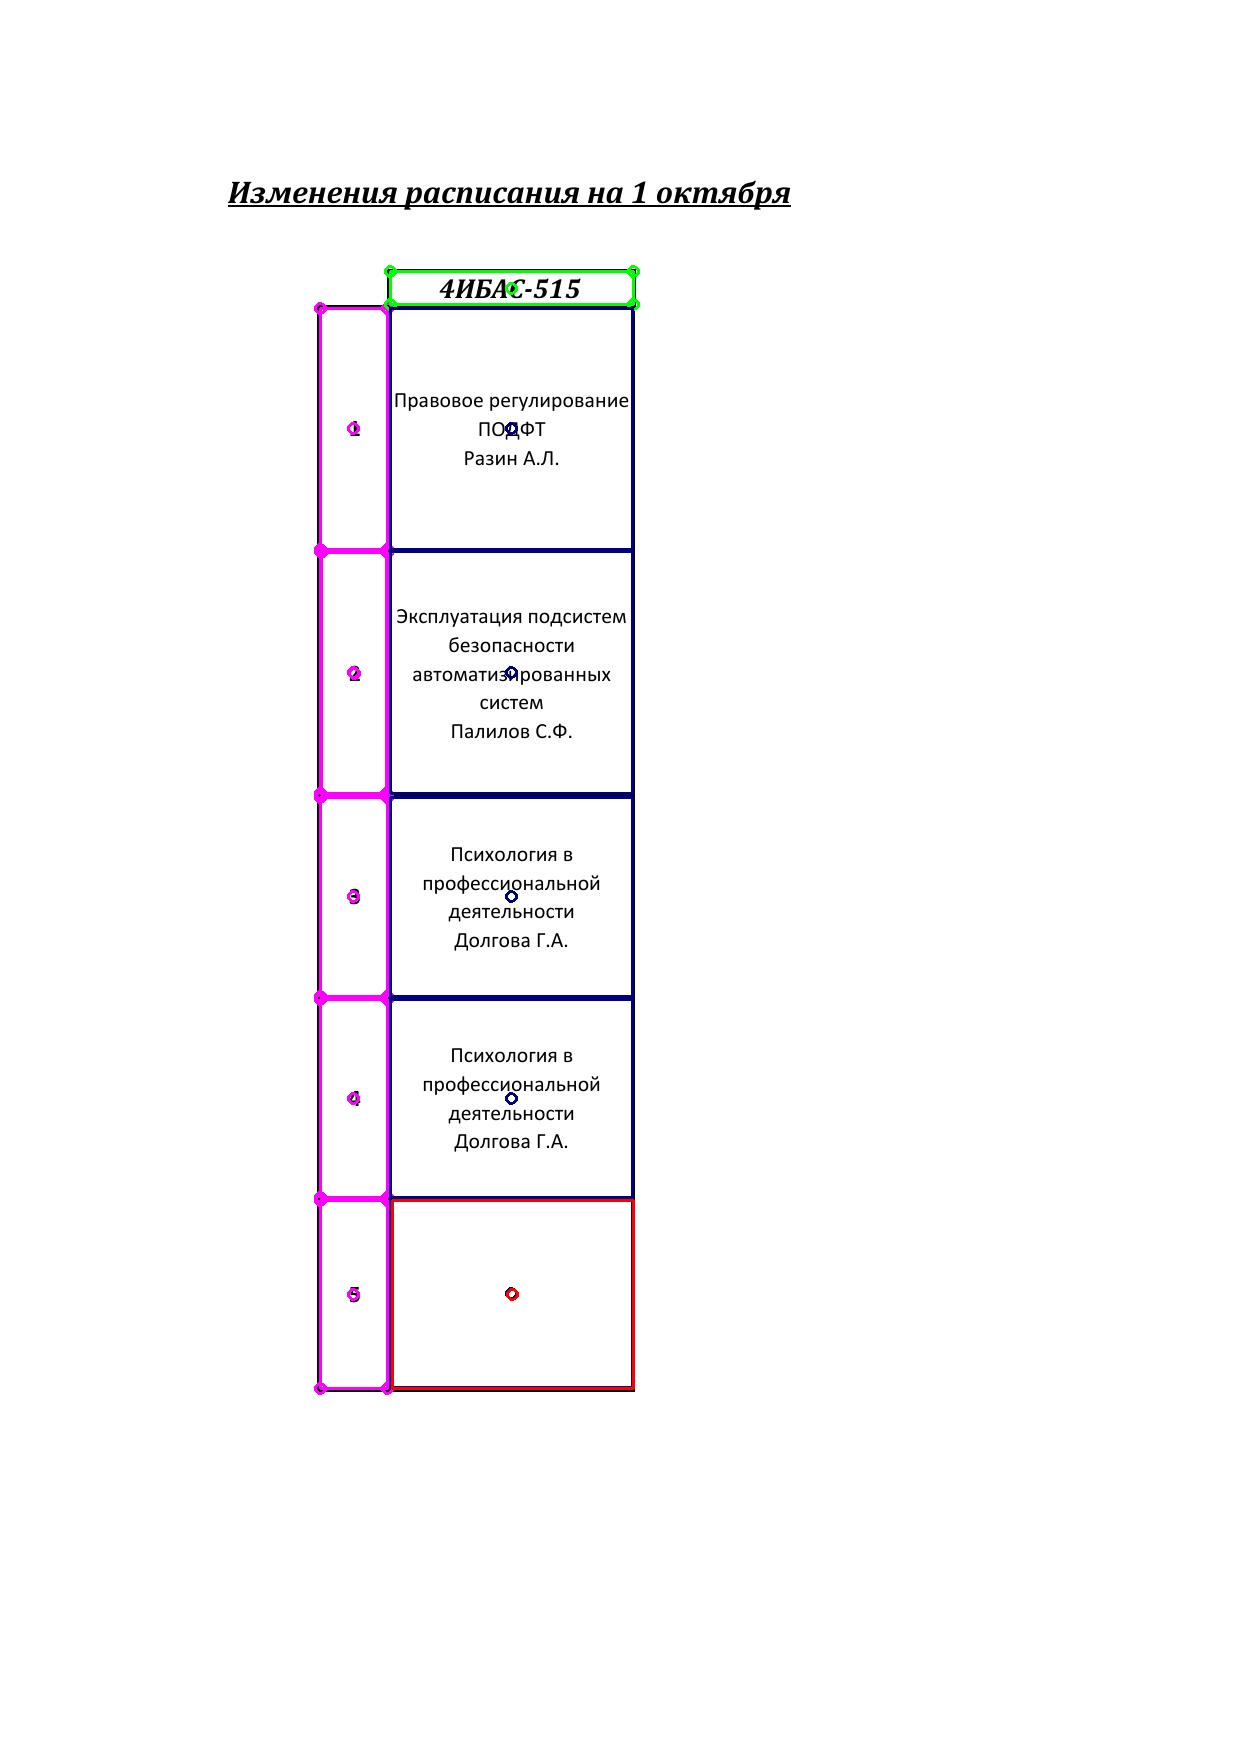 Изменения расписания на 1 октября
4ИБАС-515
1
Правовое регулирование
ПОДФТ
Разин А.Л.
2
Эксплуатация подсистем
безопасности
автоматизированных
систем
Палилов С.Ф.
3
Психология в
профессиональной
деятельности
Долгова Г.А.
4
Психология в
профессиональной
деятельности
Долгова Г.А.
5